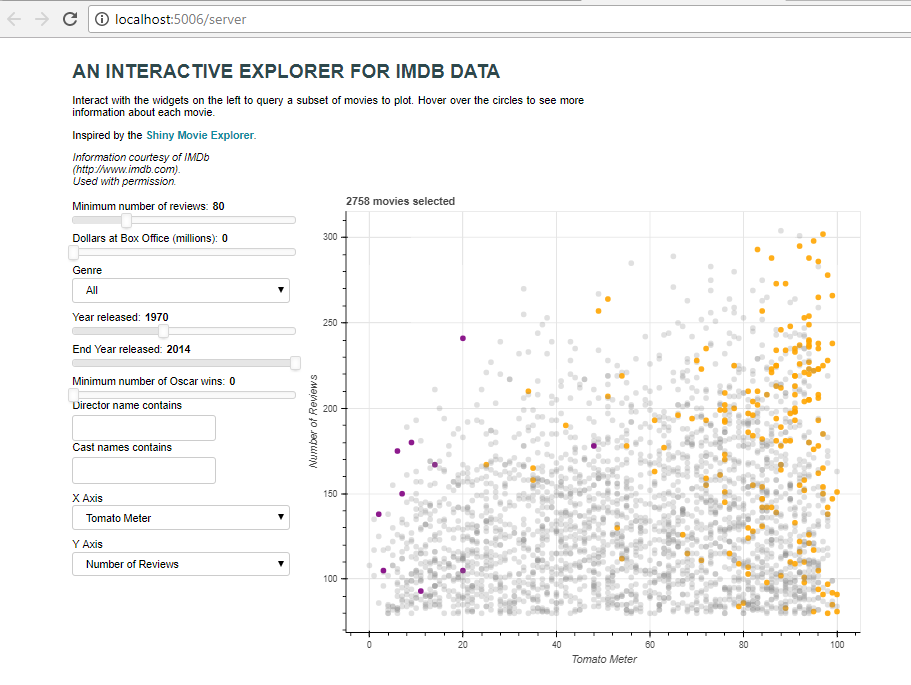 localhost:5006/server
AN INTERACTIVE EXPLORER FOR IMDB DATA
Interact with the widgets on the left to query a subset of movies to plot. Hover over the circles to see more
information about each movie.
Inspired by the Shiny Movie Explorer.
Information courtesy of IMDb
(http://www.imdb.com).
Used with permission.
Minimum number of reviews: 80
Dollars at Box Office (millions): 0
Genre
All
Year released: 1970
End Year released: 2014
Minimum number of Oscar wins: 0
Director name contains
Cast names contains
X Axis
Tomato Meter
Y Axis
Number of Reviews
2758 movies selected
Number of Reviews
300
250
200
150
100
0 20 40 60 80 100
Tomato Meter